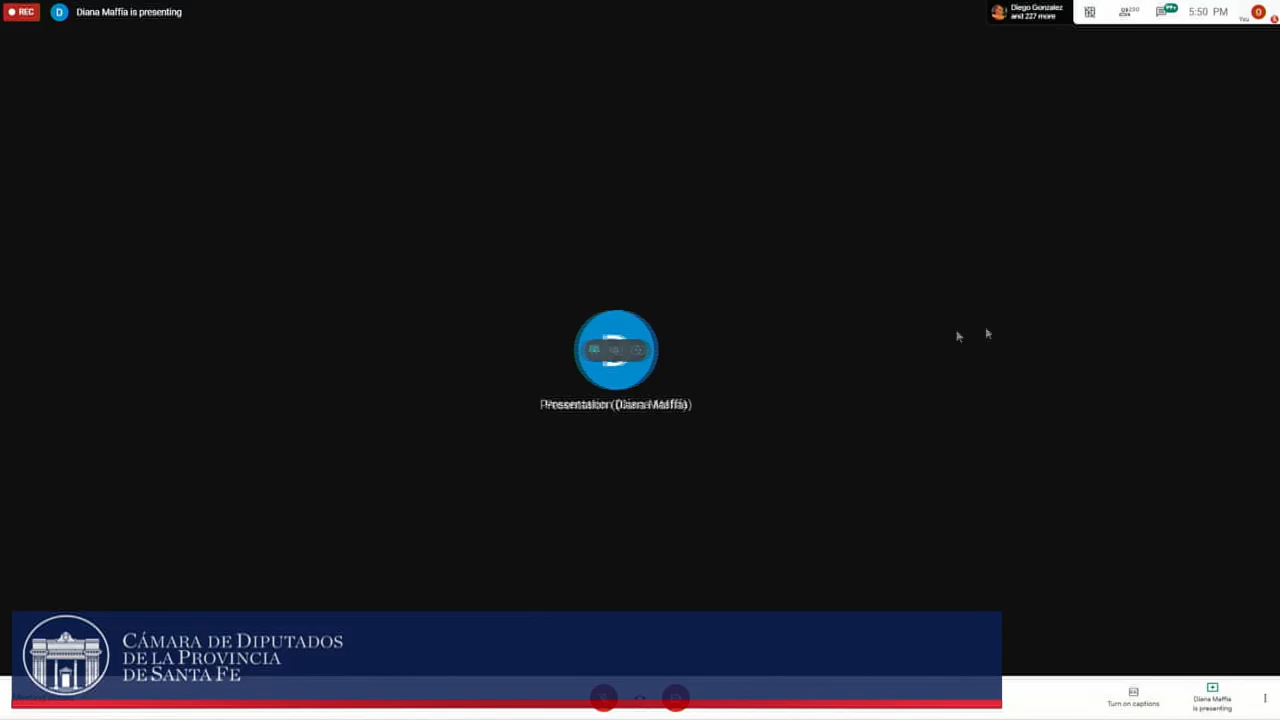 REC
D
Diana Maffía is presenting
Diego Gonzalez
and 227 more
5:50 PM
You
Presentation (Diana Maffía)
CÁMARA DE DIPUTADOS
DE LA PROVINCIA
DE SANTA FE
Turn on captions
Diana Maffía
is presenting